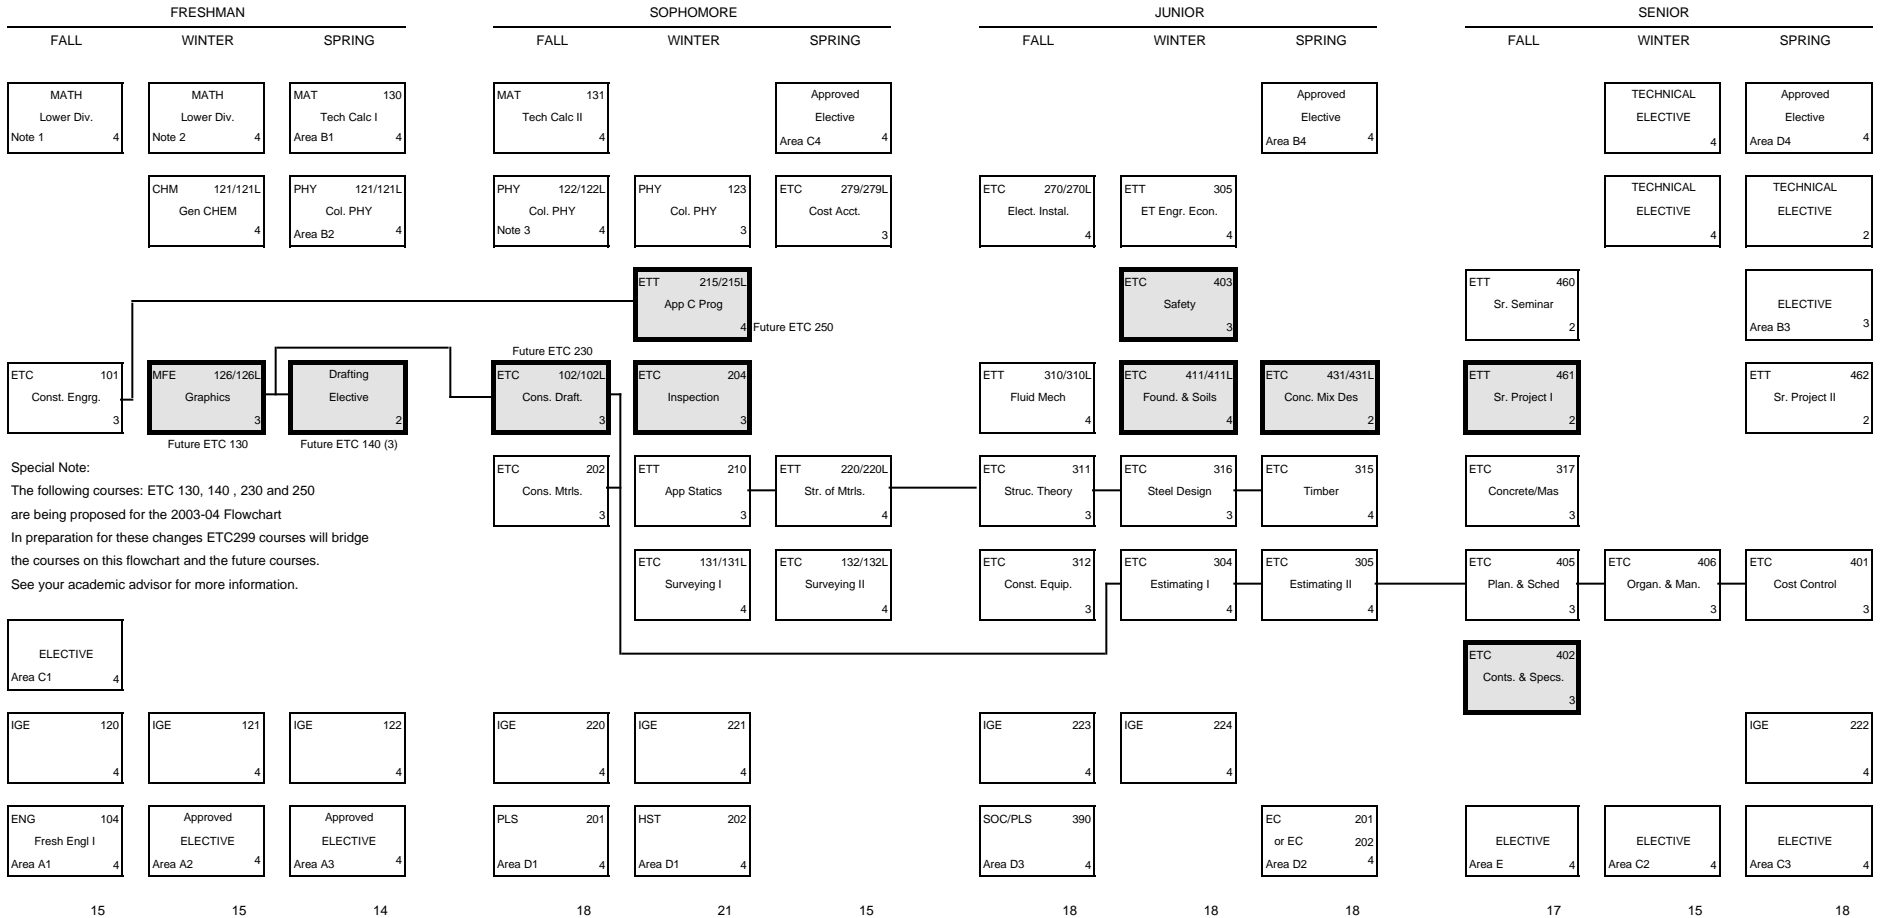 FRESHMAN SOPHOMORE JUNIOR SENIOR
FALL WINTER SPRING FALL WINTER SPRING FALL WINTER SPRING FALL WINTER SPRING
MATH
Lower Div.
Note 1 4
MATH
Lower Div.
Note 2 4
MAT 130
Tech Calc I
Area B1 4
MAT 131
Tech Calc II
4
Approved
Elective
Area C4 4
Approved
Elective
Area B4 4
TECHNICAL
ELECTIVE
4
Approved
Elective
Area D4 4
CHM 121/121L
Gen CHEM
4
PHY 121/121L
Col. PHY
Area B2 4
PHY 122/122L
Col. PHY
Note 3 4
PHY 123
Col. PHY
3
ETC 279/279L
Cost Acct.
3
ETC 270/270L
Elect. Instal.
4
ETT 305
ET Engr. Econ.
4
TECHNICAL
ELECTIVE
4
TECHNICAL
ELECTIVE
2
ETT 215/215L
App C Prog
4 Future ETC 250
ETC 403
Safety
3
ETT 460
Sr. Seminar
2
ELECTIVE
Area B3 3
ETC 101
Const. Engrg.
3
MFE 126/126L
Graphics
3
Future ETC 130
Drafting
Elective
2
Future ETC 140 (3)
Future ETC 230
ETC 102/102L
Cons. Draft.
3
ETC 204
Inspection
3
ETT 310/310L
Fluid Mech
4
ETC 411/411L
Found. & Soils
4
ETC 431/431L
Conc. Mix Des
2
ETT 461
Sr. Project I
2
ETT 462
Sr. Project II
2
Special Note:
The following courses: ETC 130, 140 , 230 and 250
are being proposed for the 2003-04 Flowchart
In preparation for these changes ETC299 courses will bridge
the courses on this flowchart and the future courses.
See your academic advisor for more information.
ETC 202
Cons. Mtrls.
3
ETT 210
App Statics
3
ETT 220/220L
Str. of Mtrls.
4
ETC 311
Struc. Theory
3
ETC 316
Steel Design
3
ETC 315
Timber
4
ETC 317
Concrete/Mas
3
ETC 131/131L
Surveying I
4
ETC 132/132L
Surveying II
4
ETC 312
Const. Equip.
3
ETC 304
Estimating I
4
ETC 305
Estimating II
4
ETC 405
Plan. & Sched
3
ETC 406
Organ. & Man.
3
ETC 401
Cost Control
3
ELECTIVE
Area C1 4
ETC 402
Conts. & Specs.
3
IGE 120
4
IGE 121
4
IGE 122
4
IGE 220
4
IGE 221
4
IGE 223
4
IGE 224
4
IGE 222
4
ENG 104
Fresh Engl I
Area A1 4
Approved
ELECTIVE
Area A2 4
Approved
ELECTIVE
Area A3 4
PLS 201
Area D1 4
HST 202
Area D1 4
SOC/PLS 390
Area D3 4
EC 201
or EC 202
Area D2 4
ELECTIVE
Area E 4
ELECTIVE
Area C2 4
ELECTIVE
Area C3 4
15 15 14 18 21 15 18 18 18 17 15 18